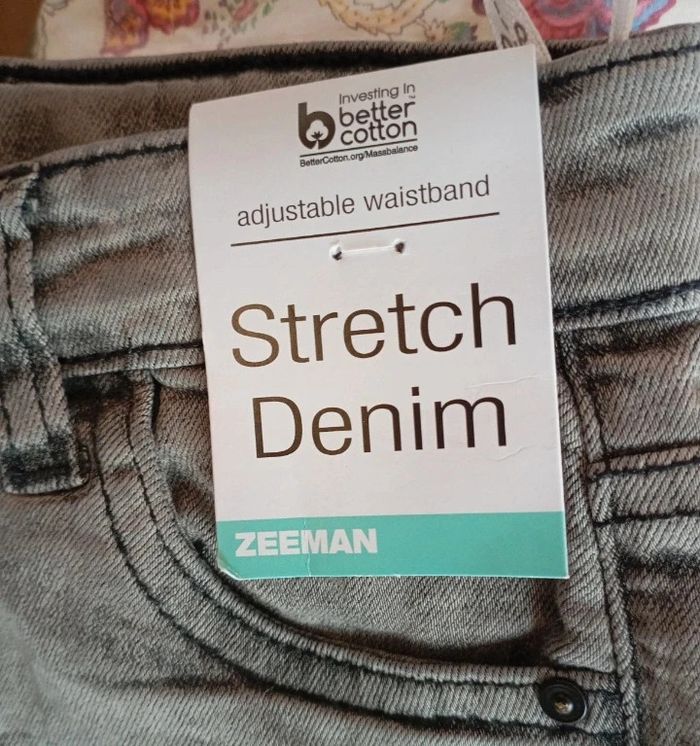 Investing In
better
cotton
BetterCotton.org/Massbalance
adjustable waistband
Stretch
Denim
ZEEMAN